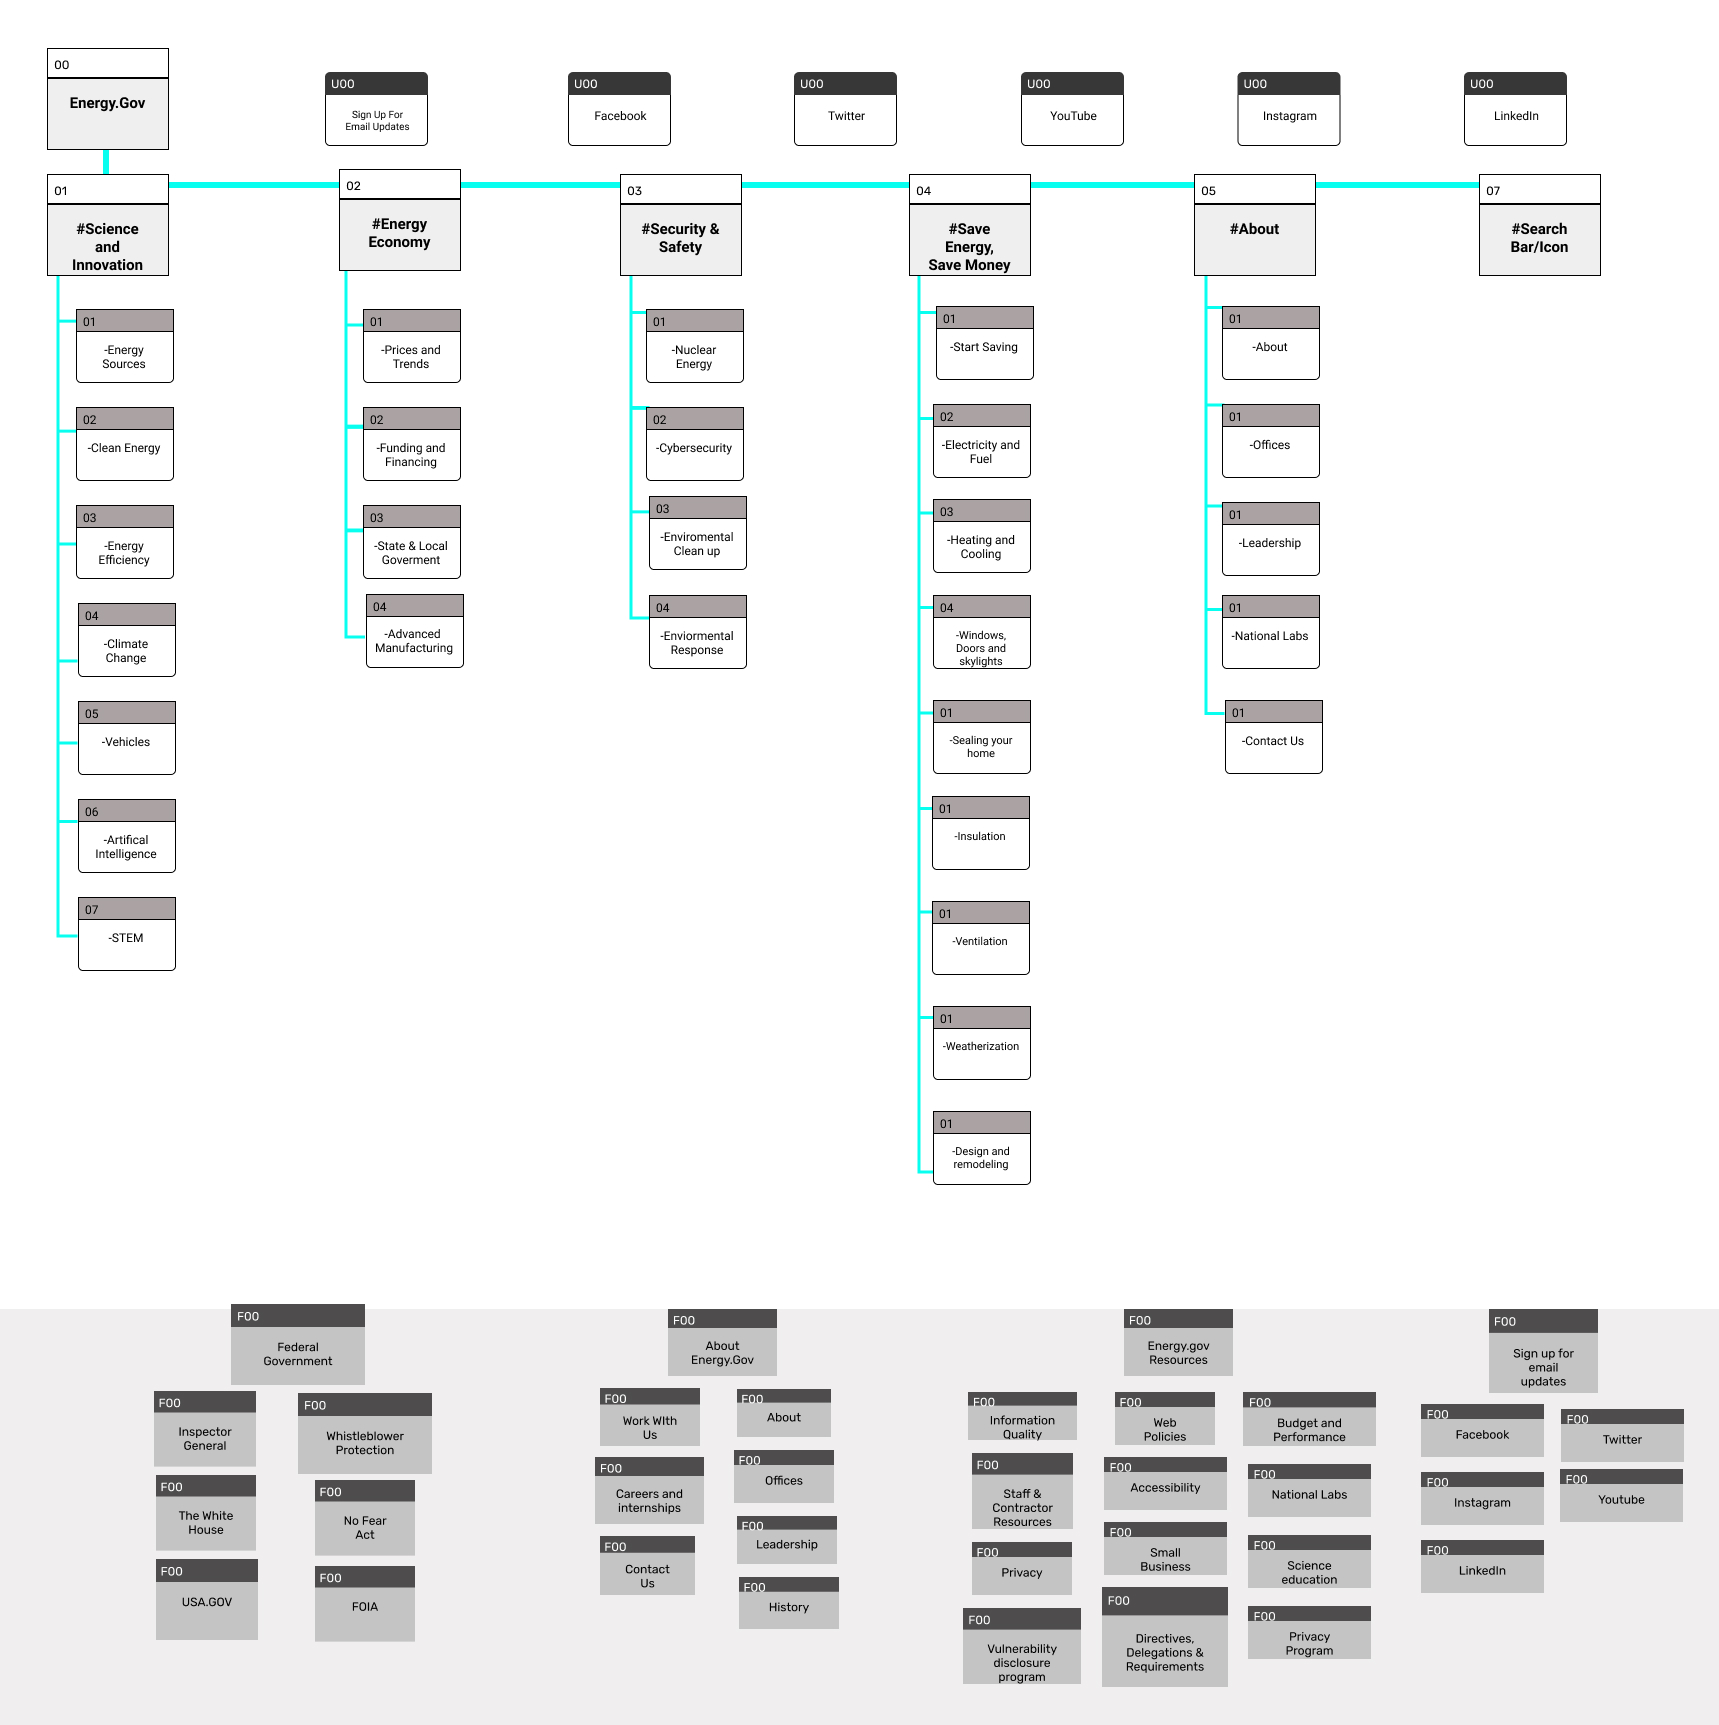 00
Energy.Gov
U00
Sign Up For
Email Updates
U00
Facebook
U00
Twitter
U00
YouTube
U00
Instagram
U00
LinkedIn
01
#Science
and
Innovation
02
#Energy
Economy
03
#Security &
Safety
04
#Save
Energy,
Save Money
05
#About
07
#Search
Bar/Icon
01
-Energy
Sources
02
-Clean Energy
03
-Energy
Efficiency
04
-Climate
Change
05
-Vehicles
06
-Artifical
Intelligence
07
-STEM
01
-Prices and
Trends
02
-Funding and
Financing
03
-State & Local
Goverment
04
-Advanced
Manufacturing
01
-Nuclear
Energy
02
-Cybersecurity
03
-Enviromental
Clean up
04
-Enviormental
Response
01
-Start Saving
02
-Electricity and
Fuel
03
-Heating and
Cooling
04
-Windows,
Doors and
skylights
01
-Sealing your
home
01
-Insulation
01
-Ventilation
01
-Weatherization
01
-Design and
remodeling
01
-About
01
-Offices
01
-Leadership
01
-National Labs
01
-Contact Us
F00
Federal
Government
F00
Inspector
General
F00
Whistleblower
Protection
F00
The White
House
F00
No Fear
Act
F00
USA.GOV
F00
FOIA
F00
About
Energy.Gov
F00
Work WIth
Us
F00
About
F00
Careers and
internships
F00
Offices
F00
Contact
Us
F00
Leadership
F00
History
F00
Energy.gov
Resources
F00
Information
Quality
F00
Web
Policies
F00
Budget and
Performance
F00
Staff &
Contractor
Resources
F00
Accessibility
F00
National Labs
F00
Privacy
F00
Small
Business
F00
Science
education
F00
Vulnerability
disclosure
program
F00
Directives,
Delegations &
Requirements
F00
Privacy
Program
F00
Sign up for
email
updates
F00
Facebook
F00
Twitter
F00
Instagram
F00
Youtube
F00
LinkedIn